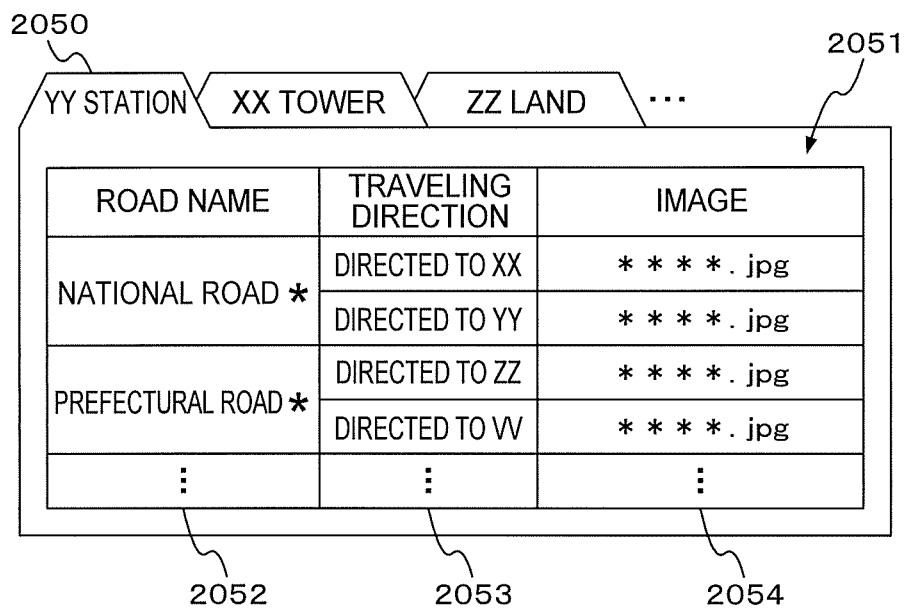 2050
2051
YY STATION XX TOWER ZZ LAND ...
ROAD NAME TRAVELING DIRECTION IMAGE
NATIONAL ROAD * DIRECTED TO XX ****.jpg
DIRECTED TO YY ****.jpg
PREFECTURAL ROAD * DIRECTED TO ZZ ****.jpg
DIRECTED TO VV ****.jpg
⋮ ⋮ ⋮
2052 2053 2054